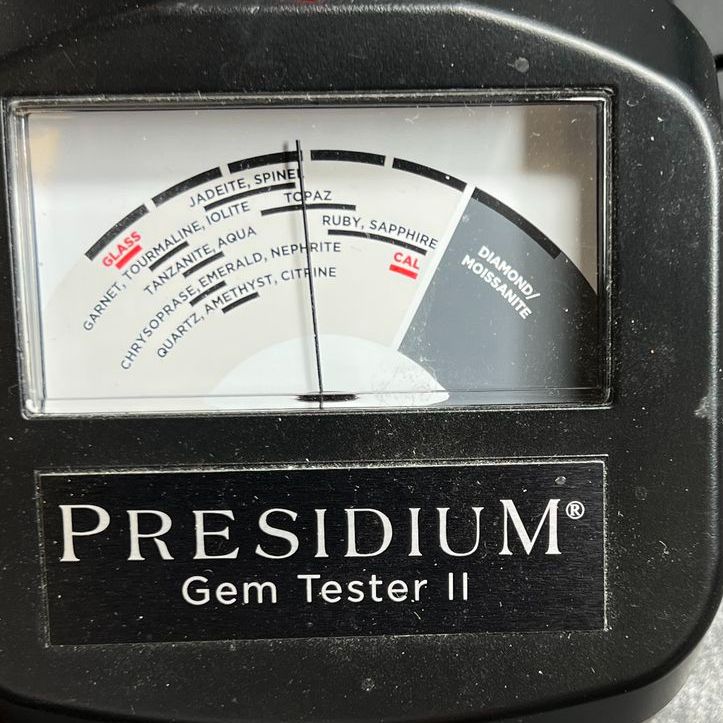 JADEITE, SPINEL
TOPAZ
RUBY, SAPPHIRE
GLASS
GARNET, TOURMALINE, IOLITE
TANZANITE, AQUA
CHRYSOPRASE, EMERALD, NEPHRITE
QUARTZ, AMETHYST, CITRINE
CAL
DIAMOND/
MOISSANITE
PRESIDIUM®
Gem Tester II